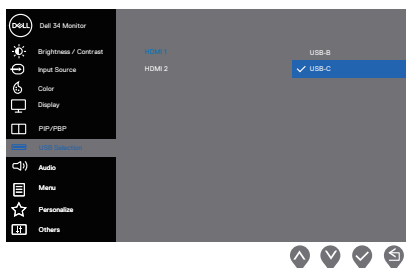 DELL
Dell 34 Monitor
Brightness / Contrast
Input Source
Color
Display
PIP/PBP
USB Selection
Audio
Menu
Personalize
Others
HDMI 1
HDMI 2
USB-B
USB-C